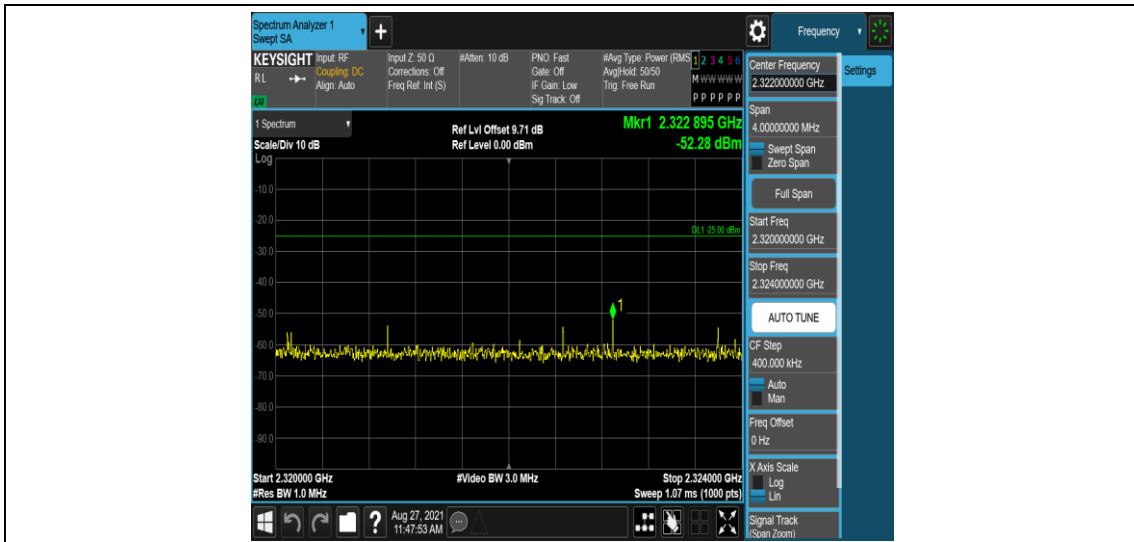 Spectrum Analyzer 1
Swept SA
+
Frequency
KEYSIGHT
RL
LM
Input: RF
Coupling: DC
Align: Auto
Input Z: 50 Ω
Corrections: Off
Freq Ref: Int (S)
#Atten: 10 dB
PNO: Fast
Gate: Off
IF Gain: Low
Sig Track: Off
#Avg Type: Power (RMS
Avg|Hold: 50/50
Trig: Free Run
1 2 3 4 5 6
M W W W W W
P P P P P P
Center Frequency
2.322000000 GHz
Settings
1 Spectrum
Scale/Div 10 dB
Ref Lvl Offset 9.71 dB
Ref Level 0.00 dBm
Mkr1 2.322 895 GHz
-52.28 dBm
Log
-10.0
-20.0
DL1 -25.00 dBm
-30.0
-40.0
-50.0
1
-60.0
-70.0
-80.0
-90.0
Start 2.320000 GHz
#Res BW 1.0 MHz
#Video BW 3.0 MHz
Stop 2.324000 GHz
Sweep 1.07 ms (1000 pts)
Span
4.00000000 MHz
Swept Span
Zero Span
Full Span
Start Freq
2.320000000 GHz
Stop Freq
2.324000000 GHz
AUTO TUNE
CF Step
400.000 kHz
Auto
Man
Freq Offset
0 Hz
X Axis Scale
Log
Lin
Signal Track
(Span Zoom)
?
Aug 27, 2021
11:47:53 AM